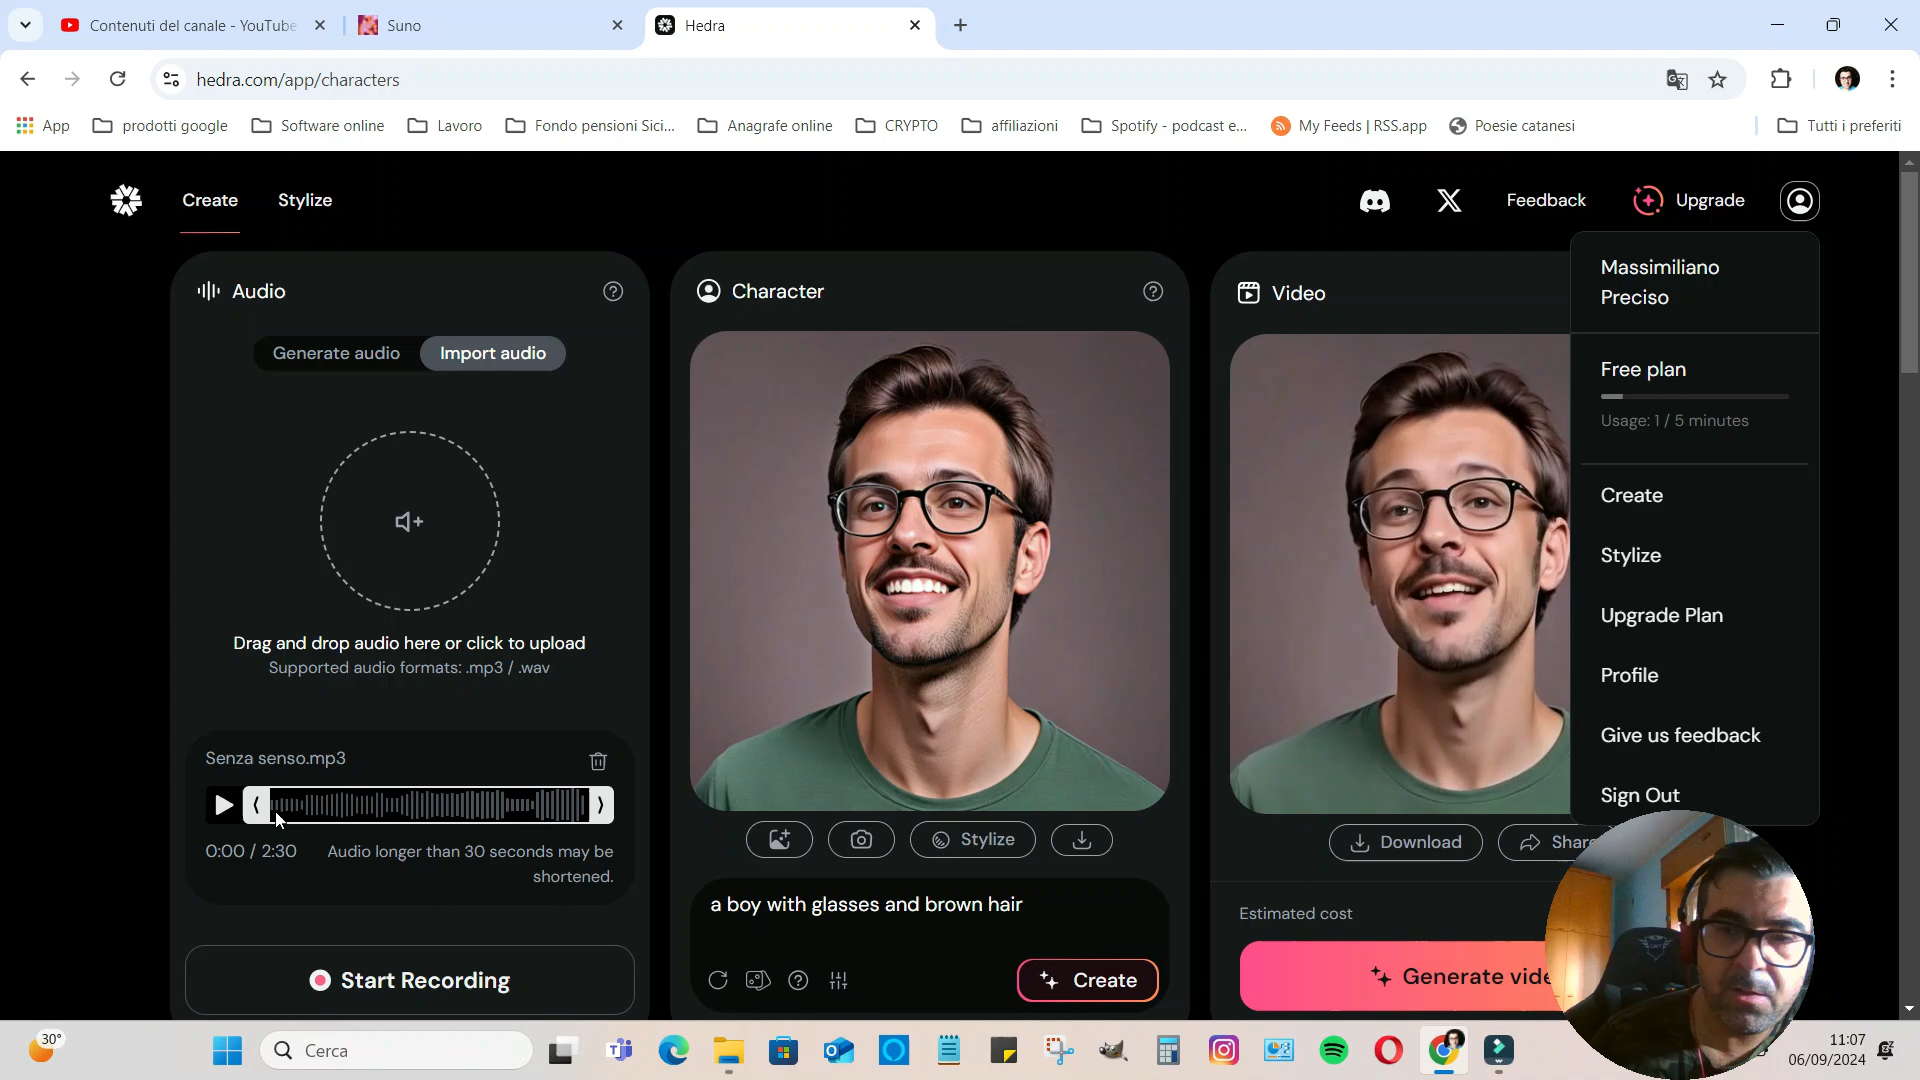 Contenuti del canale - YouTube
Suno
Hedra
hedra.com/app/characters
App
prodotti google
Software online
Lavoro
Fondo pensioni Sici...
Anagrafe online
CRYPTO
affiliazioni
Spotify - podcast e...
My Feeds | RSS.app
Poesie catanesi
Tutti i preferiti
Create
Stylize
Feedback
Upgrade
Audio
Generate audio
Import audio
Drag and drop audio here or click to upload
Supported audio formats: .mp3 / .wav
Senza senso.mp3
0:00 / 2:30
Audio longer than 30 seconds may be
shortened.
Start Recording
Character
Stylize
a boy with glasses and brown hair
Create
Video
Download
Share
Estimated cost
Generate vide
Massimiliano
Preciso
Free plan
Usage: 1 / 5 minutes
Create
Stylize
Upgrade Plan
Profile
Give us feedback
Sign Out
30°
Cerca
11:07
06/09/2024